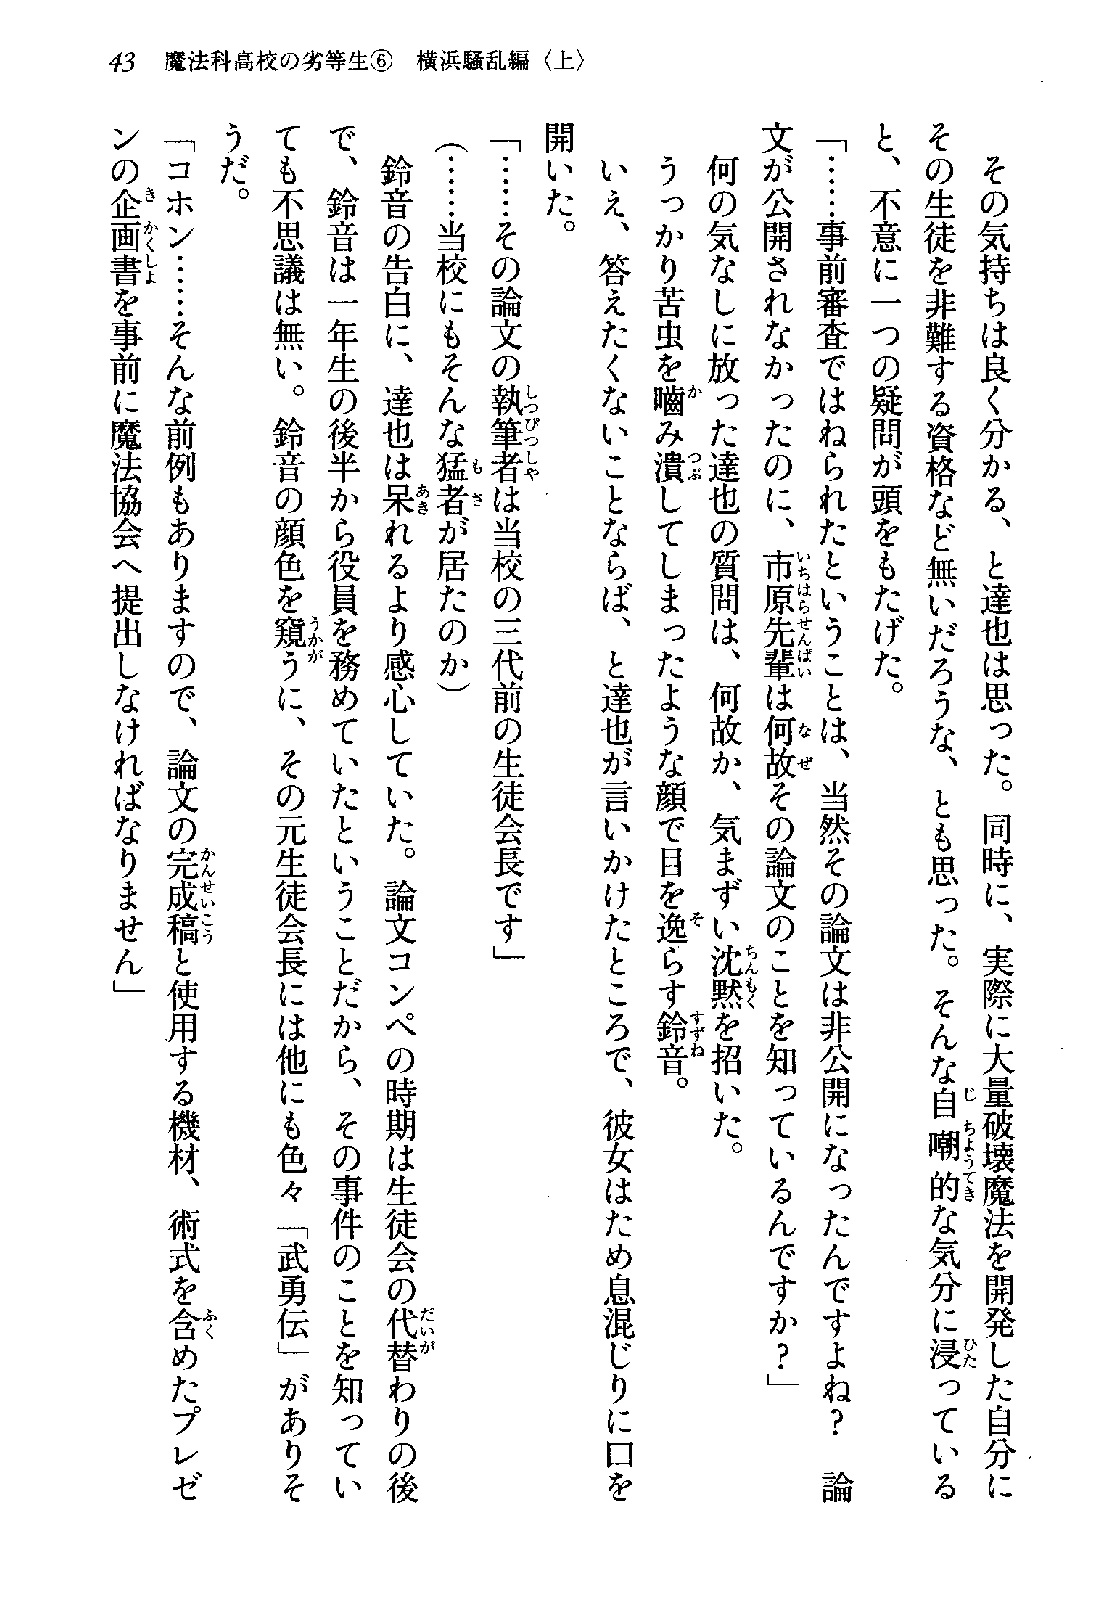 43　魔法科高校の劣等生⑥　横浜騒乱編〈上〉
　その気持ちは良く分かる、と達也は思った。同時に、実際に大量破壊魔法を開発した自分に
その生徒を非難する資格など無いだろうな、とも思った。そんな自嘲的な気分に浸っている
と、不意に一つの疑問が頭をもたげた。
「……事前審査ではねられたということは、当然その論文は非公開になったんですよね？　論
文が公開されなかったのに、市原先輩は何故その論文のことを知っているんですか？」
　何の気なしに放った達也の質問は、何故か、気まずい沈黙を招いた。
　うっかり苦虫を嚙み潰してしまったような顔で目を逸らす鈴音。
　いえ、答えたくないことならば、と達也が言いかけたところで、彼女はため息混じりに口を
開いた。
「……その論文の執筆者は当校の三代前の生徒会長です」
（……当校にもそんな猛者が居たのか）
　鈴音の告白に、達也は呆れるより感心していた。論文コンペの時期は生徒会の代替わりの後
で、鈴音は一年生の後半から役員を務めていたということだから、その事件のことを知ってい
ても不思議は無い。鈴音の顔色を窺うに、その元生徒会長には他にも色々「武勇伝」がありそ
うだ。
「コホン……そんな前例もありますので、論文の完成稿と使用する機材、術式を含めたプレゼ
ンの企画書を事前に魔法協会へ提出しなければなりません」